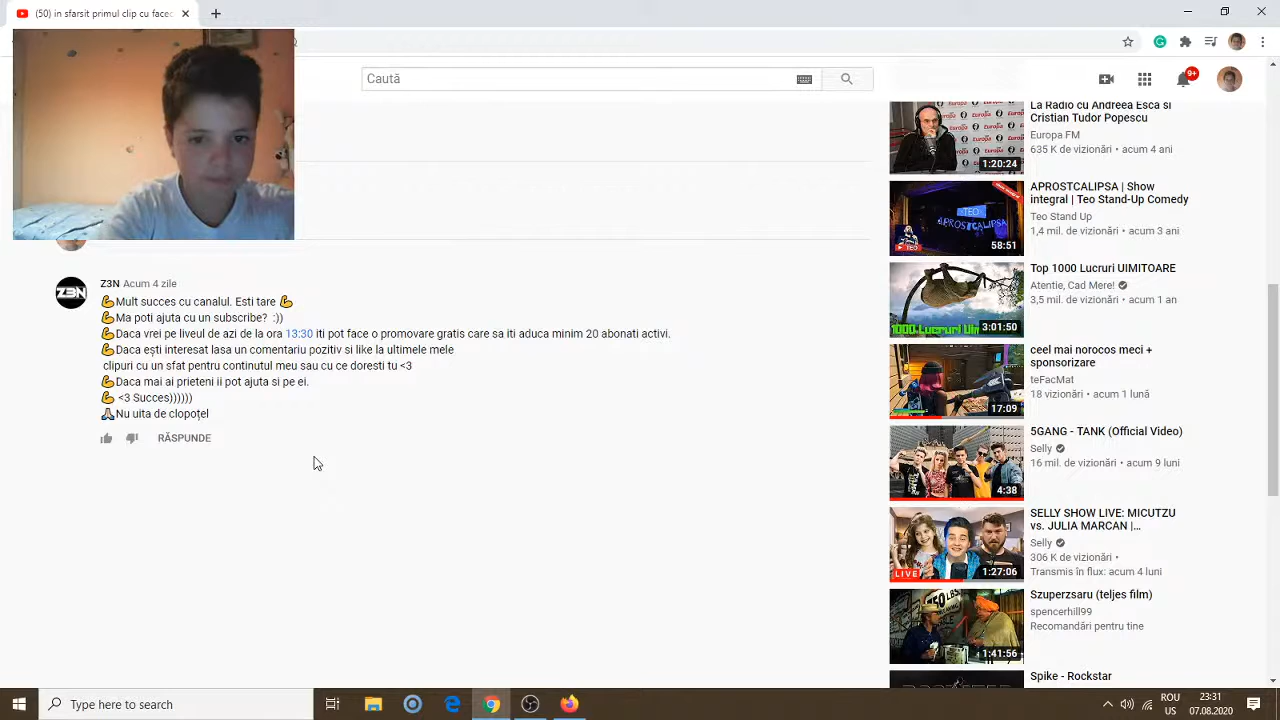 (50) in sfarsit primul clip cu facec
Caută
9+
Z3N Acum 4 zile
💪Mult succes cu canalul. Esti tare 💪
💪Ma poti ajuta cu un subscribe? :))
💪Daca vrei pe liveul de azi de la ora 13:30 iti pot face o promovare gratis care sa iti aduca minim 20 abonati activi.
💪Daca ești interesat lasa un comentariu pozitiv si like la ultimele mele
clipuri cu un sfat pentru continutul meu sau cu ce doresti tu <3
💪Daca mai ai prieteni ii pot ajuta si pe ei.
💪 <3 Succes))))))
🙏Nu uita de clopoțel
RĂSPUNDE
La Radio cu Andreea Esca si
Cristian Tudor Popescu
Europa FM
635 K de vizionări • acum 4 ani
1:20:24
APROSTCALIPSA | Show
integral | Teo Stand-Up Comedy
Teo Stand Up
1,4 mil. de vizionări • acum 3 ani
TEO
APROSTCALIPSA
TEO
58:51
Top 1000 Lucruri UIMITOARE
Atentie, Cad Mere!
3,5 mil. de vizionări • acum 1 an
1000 Lucruri Uim
3:01:50
ceel mai norocos meci +
sponsorizare
teFacMat
18 vizionări • acum 1 lună
17:09
5GANG - TANK (Official Video)
Selly
16 mil. de vizionări • acum 9 luni
4:38
SELLY SHOW LIVE: MICUTZU
vs. JULIA MARCAN |...
Selly
306 K de vizionări •
Transmis în flux: acum 4 luni
LIVE
1:27:06
Szuperzsaru (teljes film)
spencerhill99
Recomandări pentru tine
1:41:56
Spike - Rockstar
Type here to search
ROU
US
23:31
07.08.2020